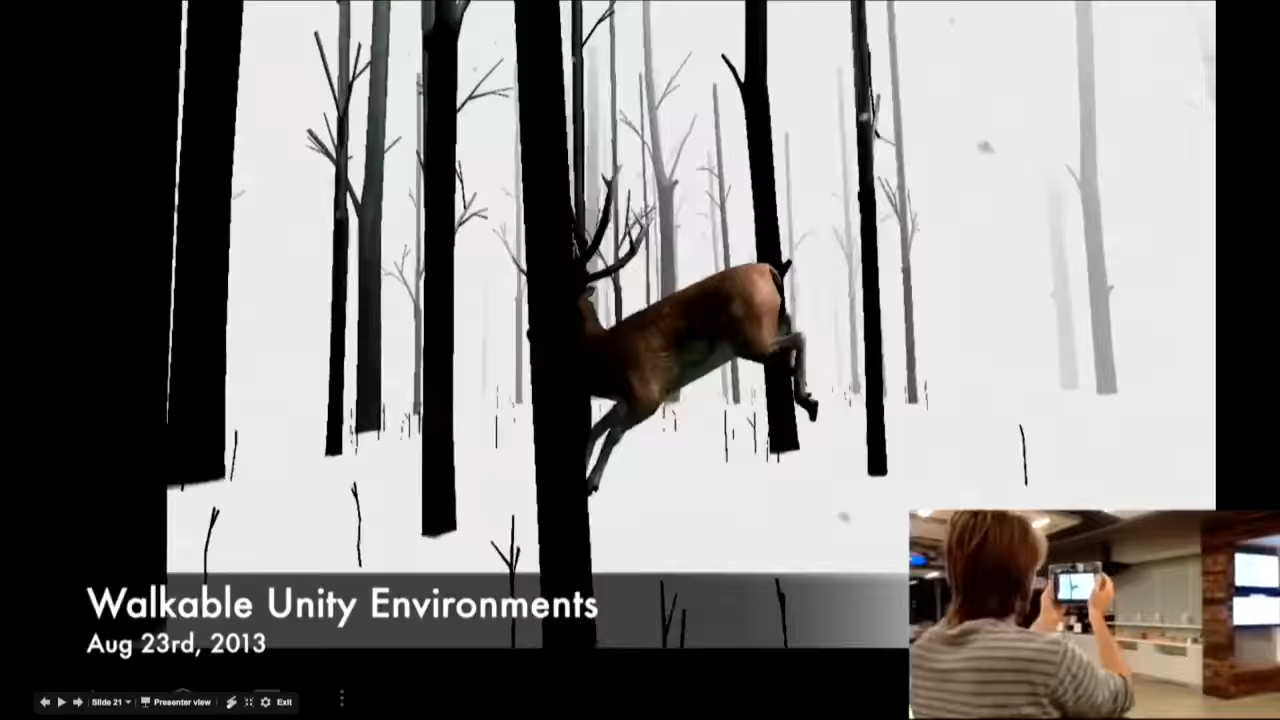 Walkable Unity Environments
Aug 23rd, 2013
Slide 21
Presenter view
Exit